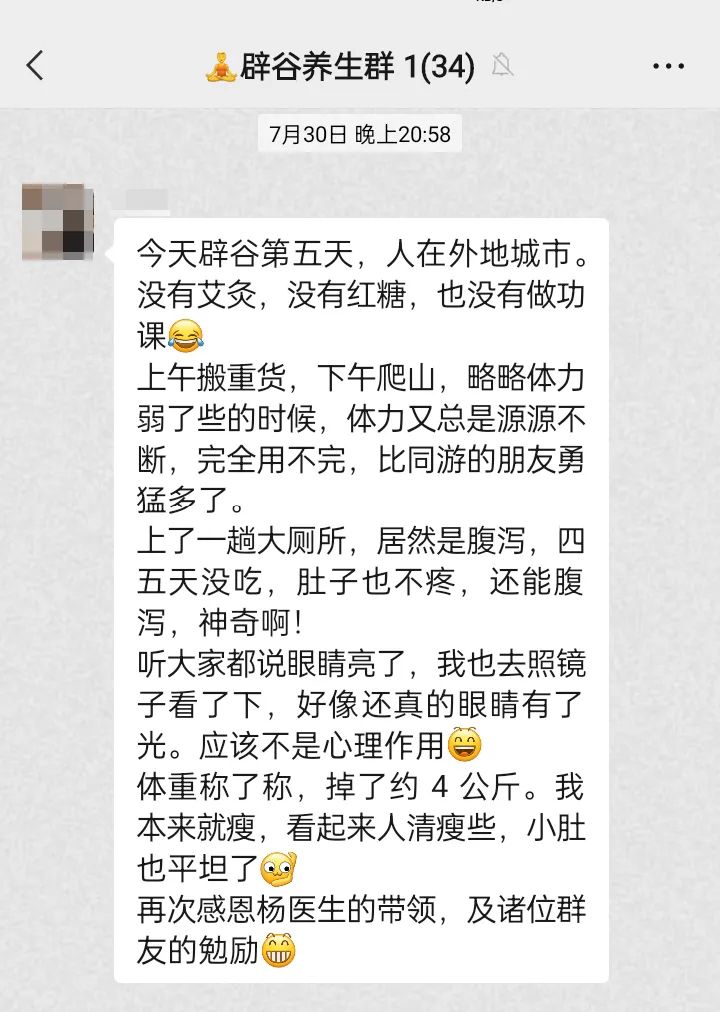 🧘辟谷养生群 1(34)
7月30日 晚上20:58
今天辟谷第五天，人在外地城市。
没有艾灸，没有红糖，也没有做功
课😂
上午搬重货，下午爬山，略略体力
弱了些的时候，体力又总是源源不
断，完全用不完，比同游的朋友勇
猛多了。
上了一趟大厕所，居然是腹泻，四
五天没吃，肚子也不疼，还能腹
泻，神奇啊！
听大家都说眼睛亮了，我也去照镜
子看了下，好像还真的眼睛有了
光。应该不是心理作用😄
体重称了称，掉了约 4 公斤。我
本来就瘦，看起来人清瘦些，小肚
也平坦了🫣
再次感恩杨医生的带领，及诸位群
友的勉励😁